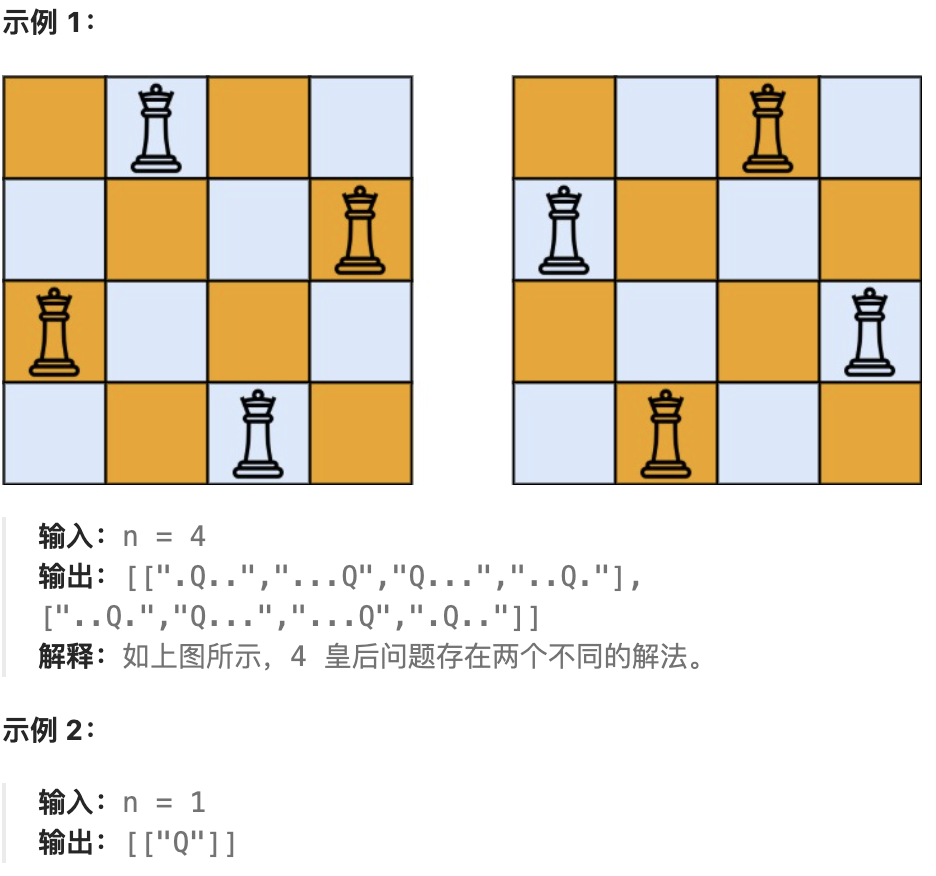 示例 1：
输入：n = 4
输出：[[".Q..","...Q","Q...","..Q."],
["..Q.","Q...","...Q",".Q.."]]
解释：如上图所示，4 皇后问题存在两个不同的解法。
示例 2：
输入：n = 1
输出：[["Q"]]